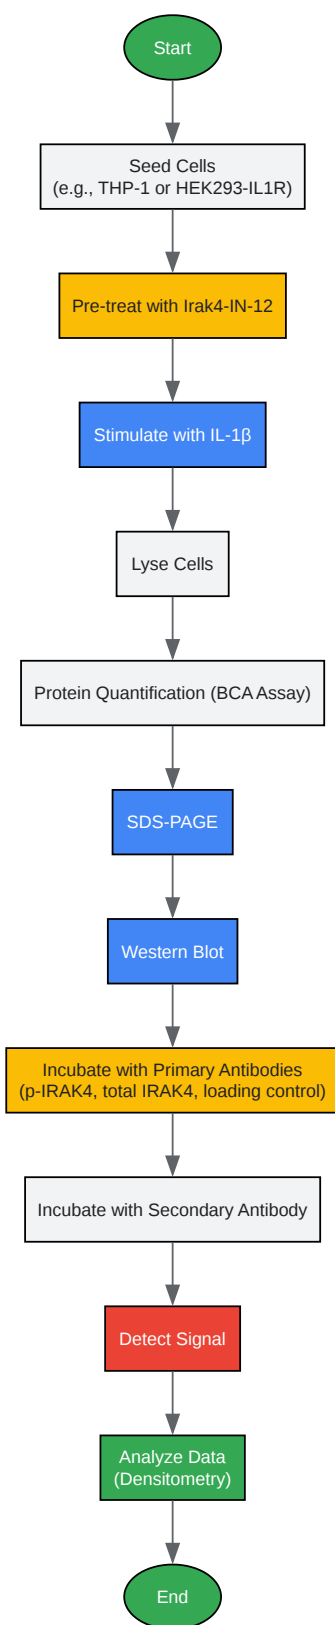 Start
Seed Cells
(e.g., THP-1 or HEK293-IL1R)
Pre-treat with Irak4-IN-12
Stimulate with IL-1β
Lyse Cells
Protein Quantification (BCA Assay)
SDS-PAGE
Western Blot
Incubate with Primary Antibodies
(p-IRAK4, total IRAK4, loading control)
Incubate with Secondary Antibody
Detect Signal
Analyze Data
(Densitometry)
End